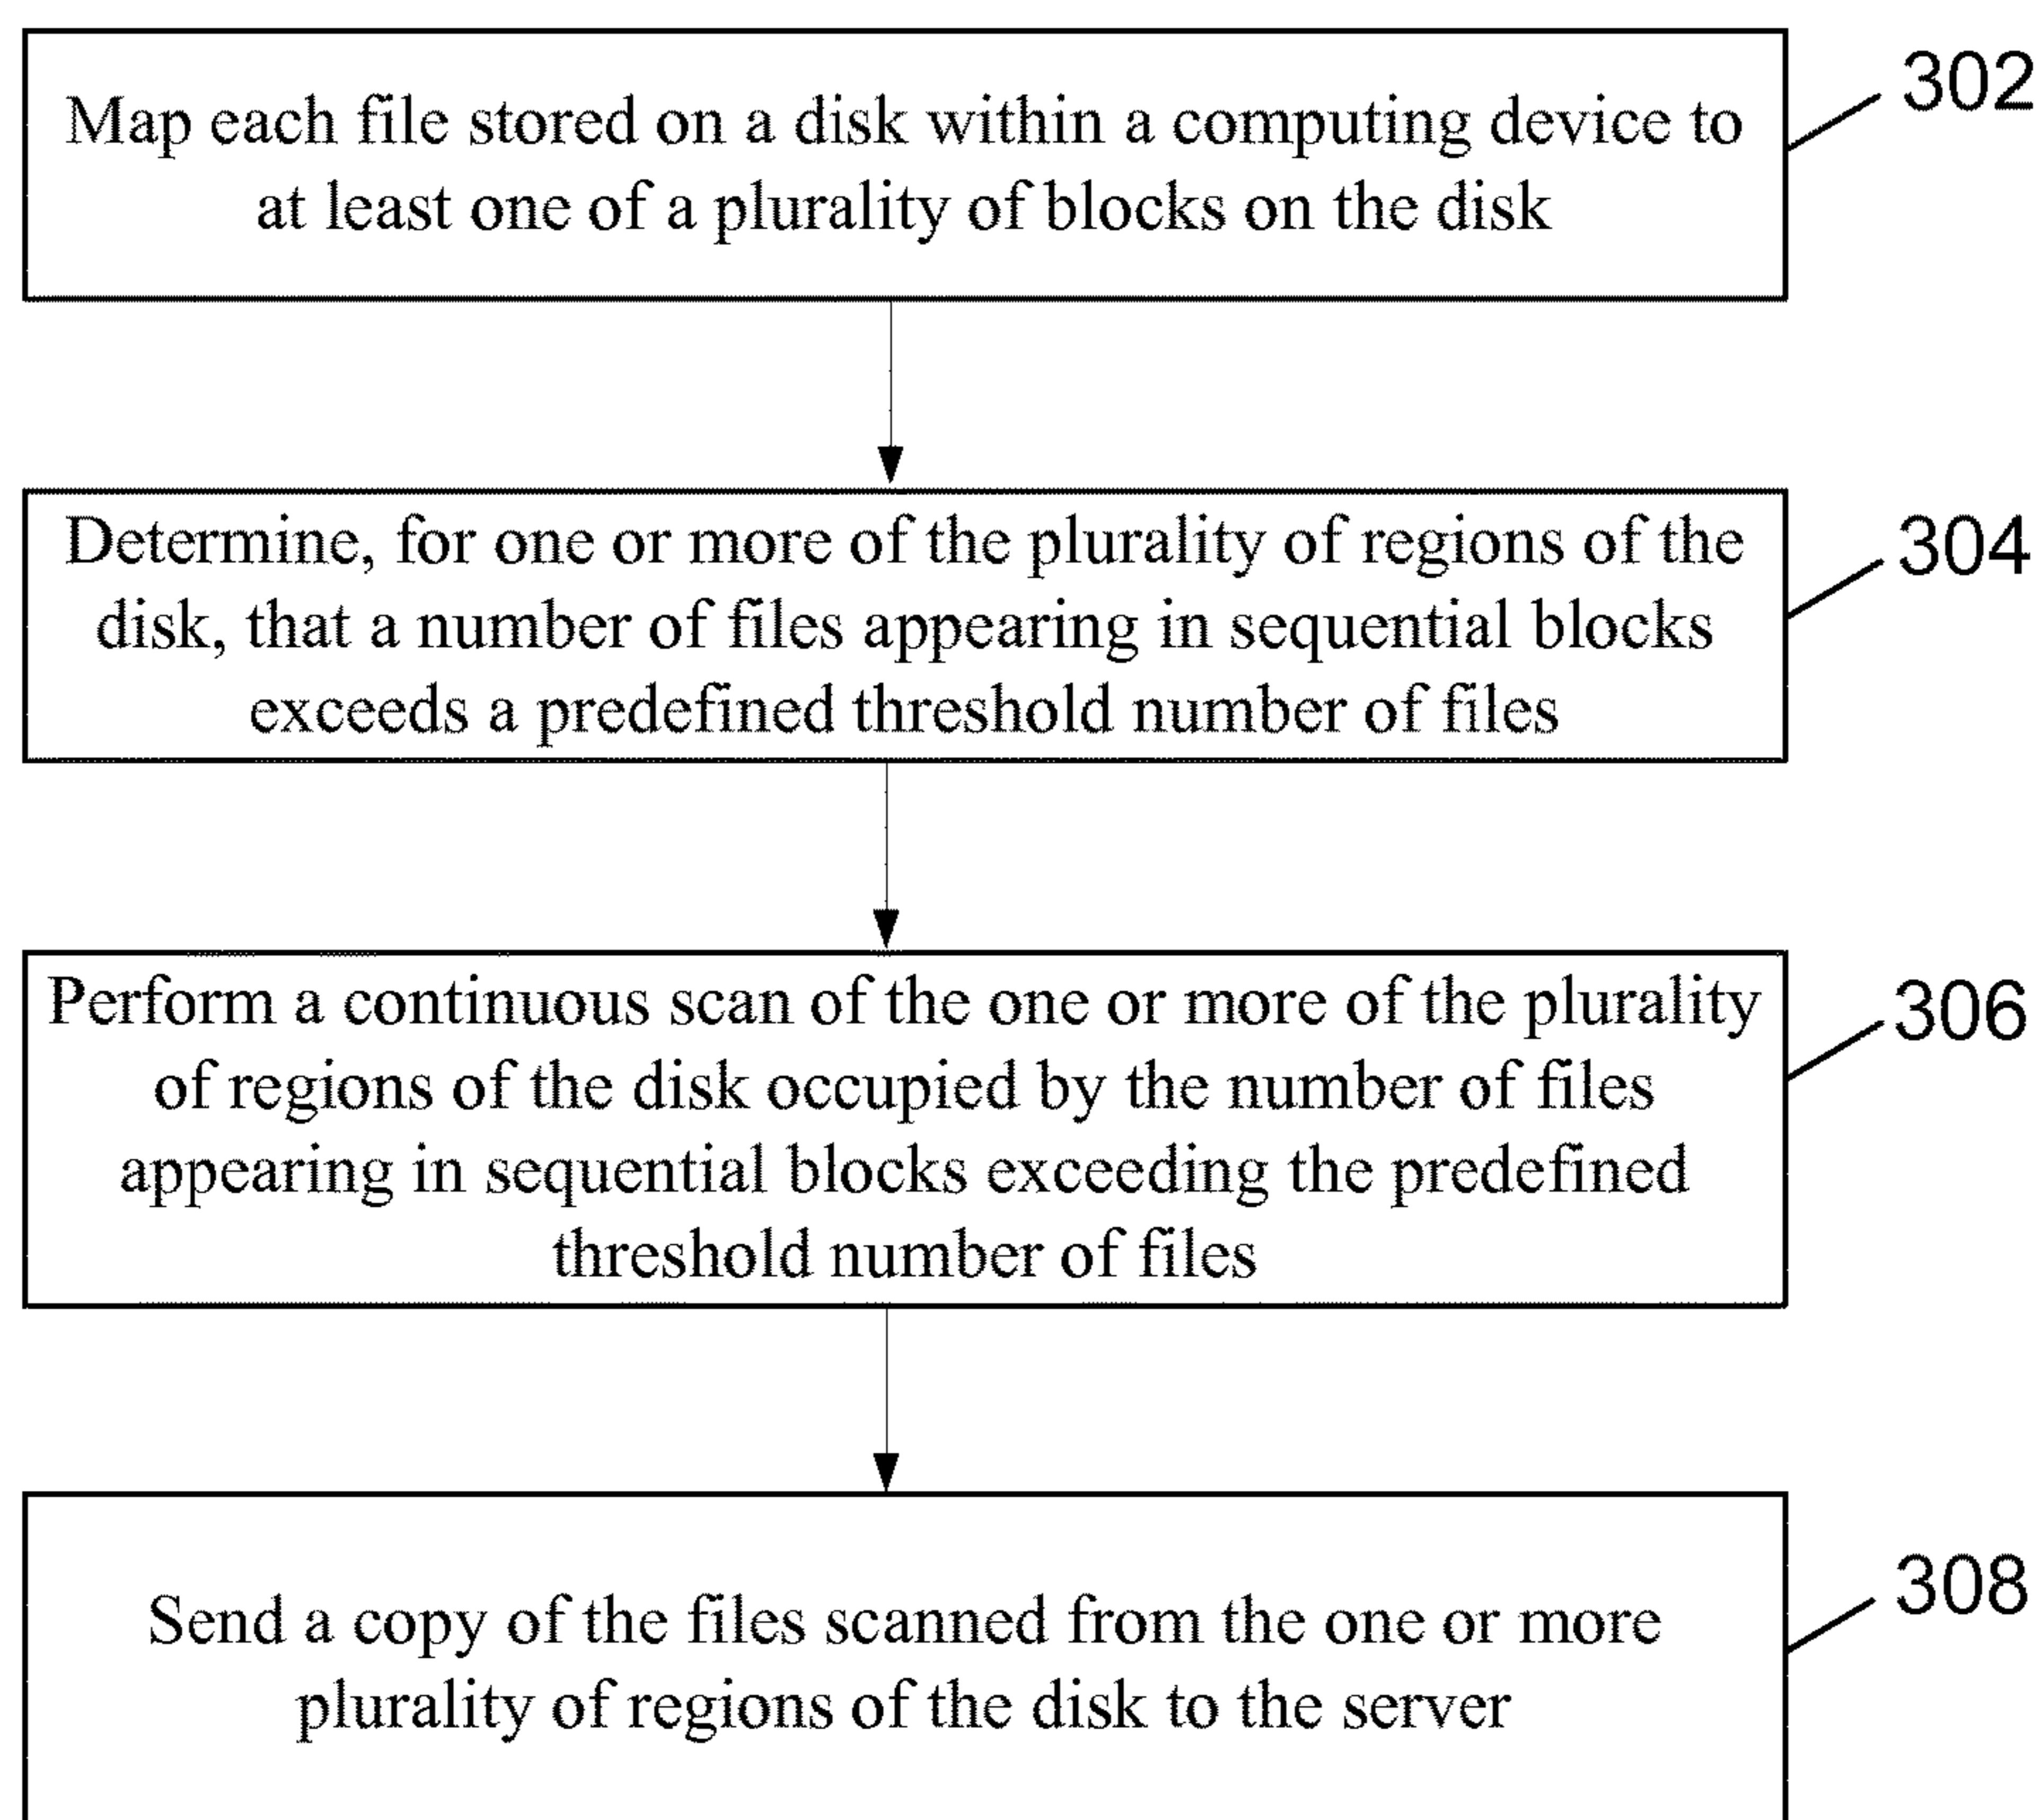 Map each file stored on a disk within a computing device to
at least one of a plurality of blocks on the disk
302
Determine, for one or more of the plurality of regions of the
disk, that a number of files appearing in sequential blocks
exceeds a predefined threshold number of files
304
Perform a continuous scan of the one or more of the plurality
of regions of the disk occupied by the number of files
appearing in sequential blocks exceeding the predefined
threshold number of files
306
Send a copy of the files scanned from the one or more
plurality of regions of the disk to the server
308